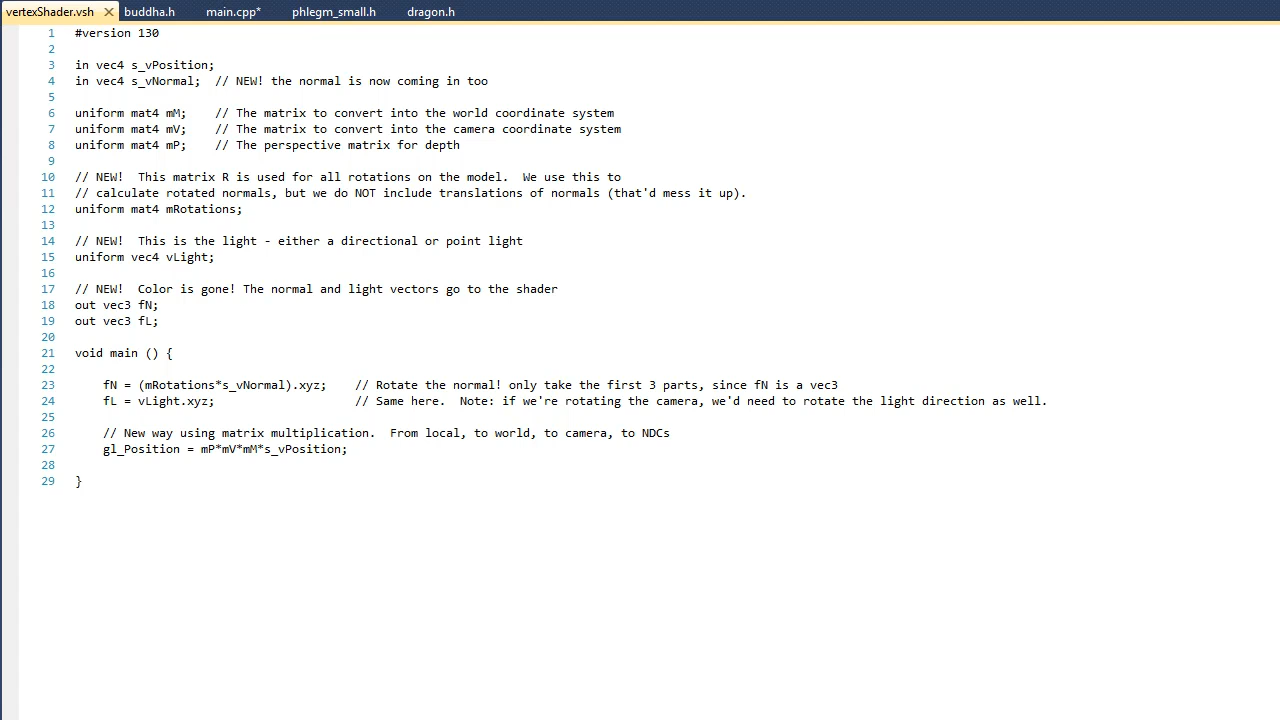 vertexShader.vsh buddha.h main.cpp* phlegm_small.h dragon.h
1 #version 130
2
3 in vec4 s_vPosition;
4 in vec4 s_vNormal;  // NEW! the normal is now coming in too
5
6 uniform mat4 mM;    // The matrix to convert into the world coordinate system
7 uniform mat4 mV;    // The matrix to convert into the camera coordinate system
8 uniform mat4 mP;    // The perspective matrix for depth
9
10 // NEW!  This matrix R is used for all rotations on the model.  We use this to
11 // calculate rotated normals, but we do NOT include translations of normals (that'd mess it up).
12 uniform mat4 mRotations;
13
14 // NEW!  This is the light - either a directional or point light
15 uniform vec4 vLight;
16
17 // NEW!  Color is gone! The normal and light vectors go to the shader
18 out vec3 fN;
19 out vec3 fL;
20
21 void main () {
22
23     fN = (mRotations*s_vNormal).xyz;    // Rotate the normal! only take the first 3 parts, since fN is a vec3
24     fL = vLight.xyz;                    // Same here.  Note: if we're rotating the camera, we'd need to rotate the light direction as well.
25
26     // New way using matrix multiplication.  From local, to world, to camera, to NDCs
27     gl_Position = mP*mV*mM*s_vPosition;
28
29 }